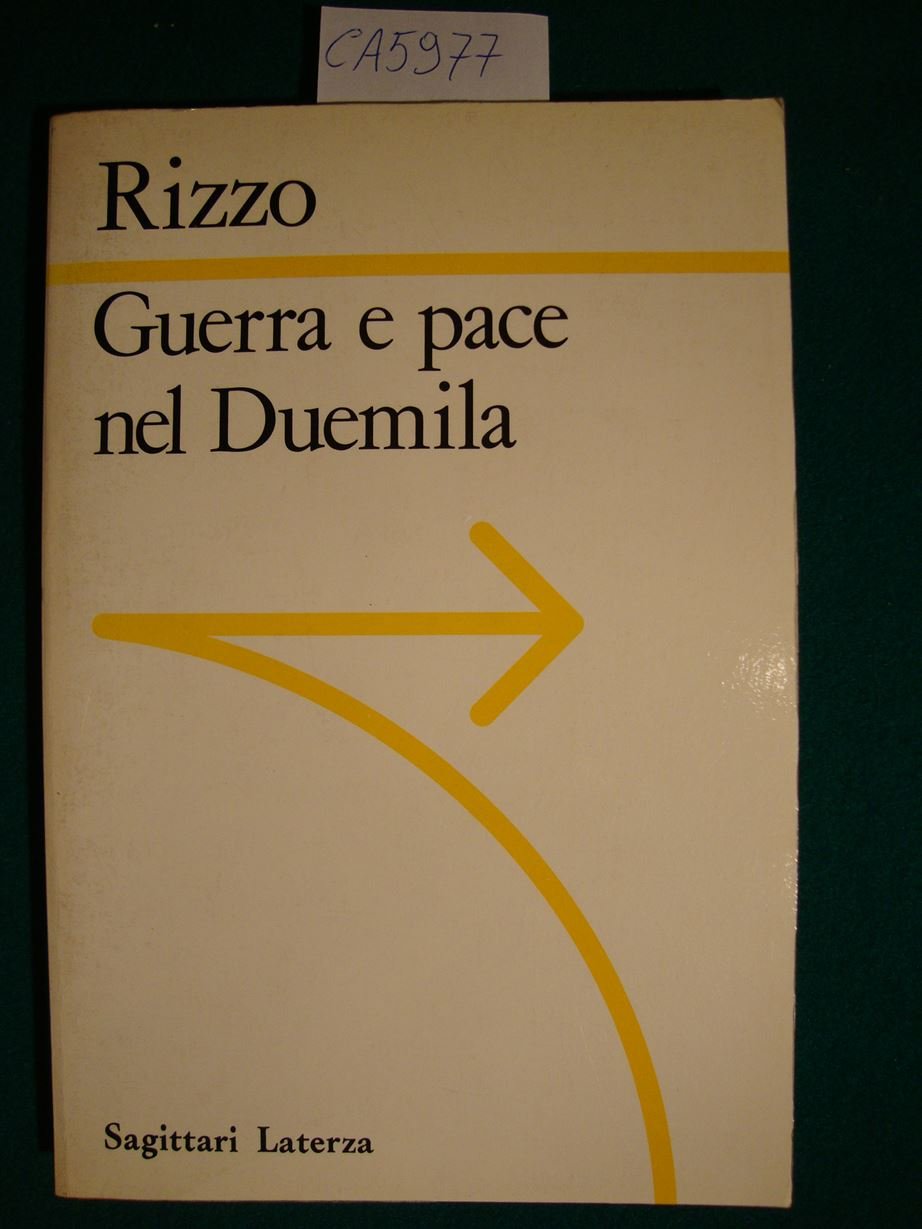 CA5977
Rizzo
Guerra e pace
nel Duemila
Sagittari Laterza